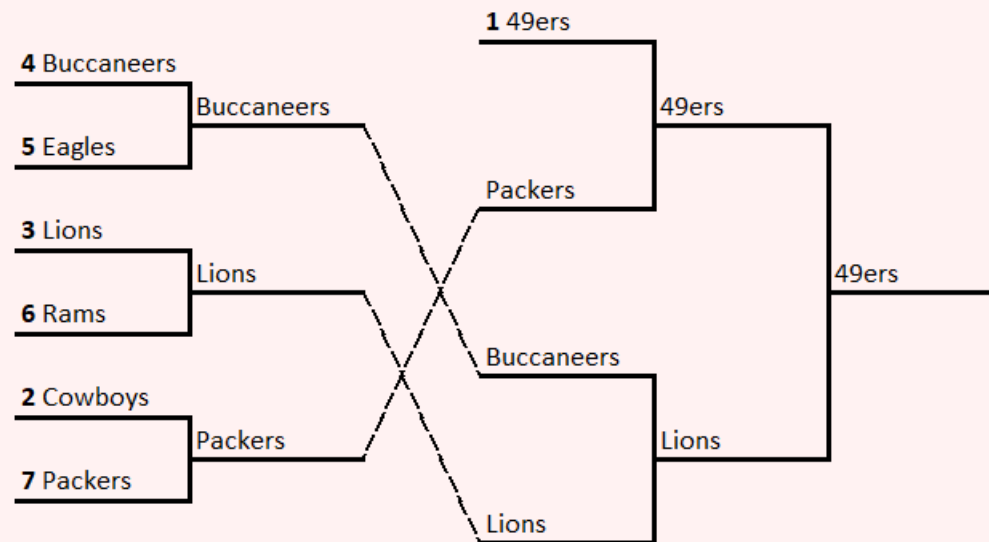 1 49ers
4 Buccaneers
Buccaneers
49ers
5 Eagles
Packers
3 Lions
Lions
49ers
6 Rams
Buccaneers
2 Cowboys
Packers
Lions
7 Packers
Lions